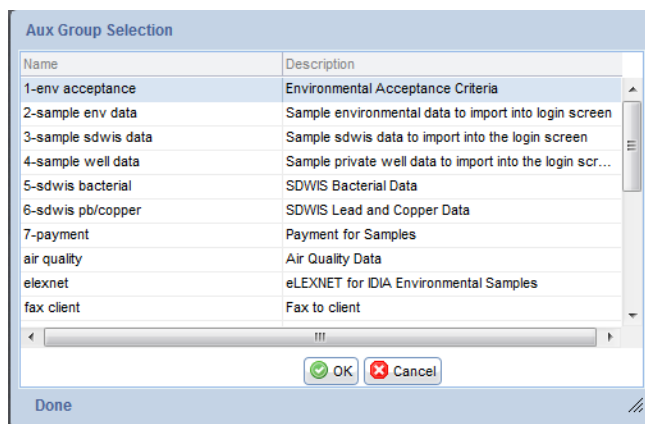 Aux Group Selection
Name Description
1-env acceptance Environmental Acceptance Criteria
2-sample env data Sample environmental data to import into login screen
3-sample sdwis data Sample sdwis data to import into the login screen
4-sample well data Sample private well data to import into the login scr...
5-sdwis bacterial SDWIS Bacterial Data
6-sdwis pb/copper SDWIS Lead and Copper Data
7-payment Payment for Samples
air quality Air Quality Data
elexnet eLEXNET for IDIA Environmental Samples
fax client Fax to client
OK Cancel
Done